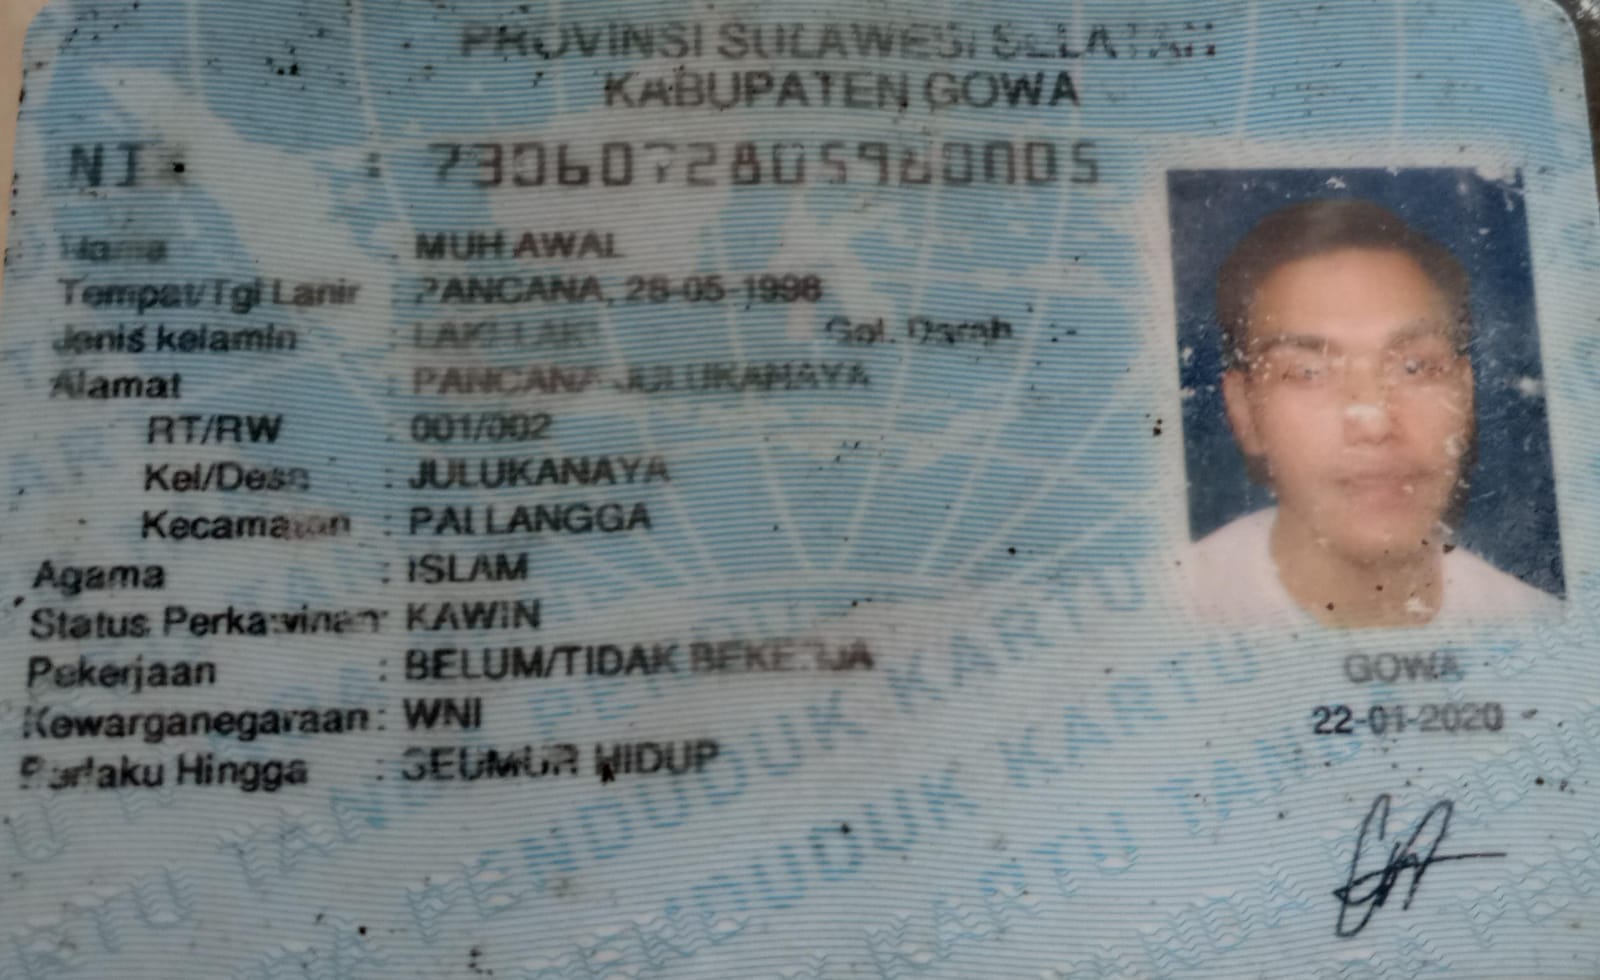 PROVINSI SULAWESI SELATAN
KABUPATEN GOWA
NI : 7306072805980005
Nama : MUH AWAL
Tempat/Tgl Lahir : PANCANA, 28-05-1998
Jenis kelamin : LAKI-LAKI Gol. Darah :-
Alamat : PANCANA JULUKANAYA
RT/RW : 001/002
Kel/Desa : JULUKANAYA
Kecamatan : PALLANGGA
Agama : ISLAM
Status Perkawinan : KAWIN
Pekerjaan : BELUM/TIDAK BEKERJA
Kewarganegaraan : WNI
Berlaku Hingga : SEUMUR HIDUP
GOWA
22-01-2020